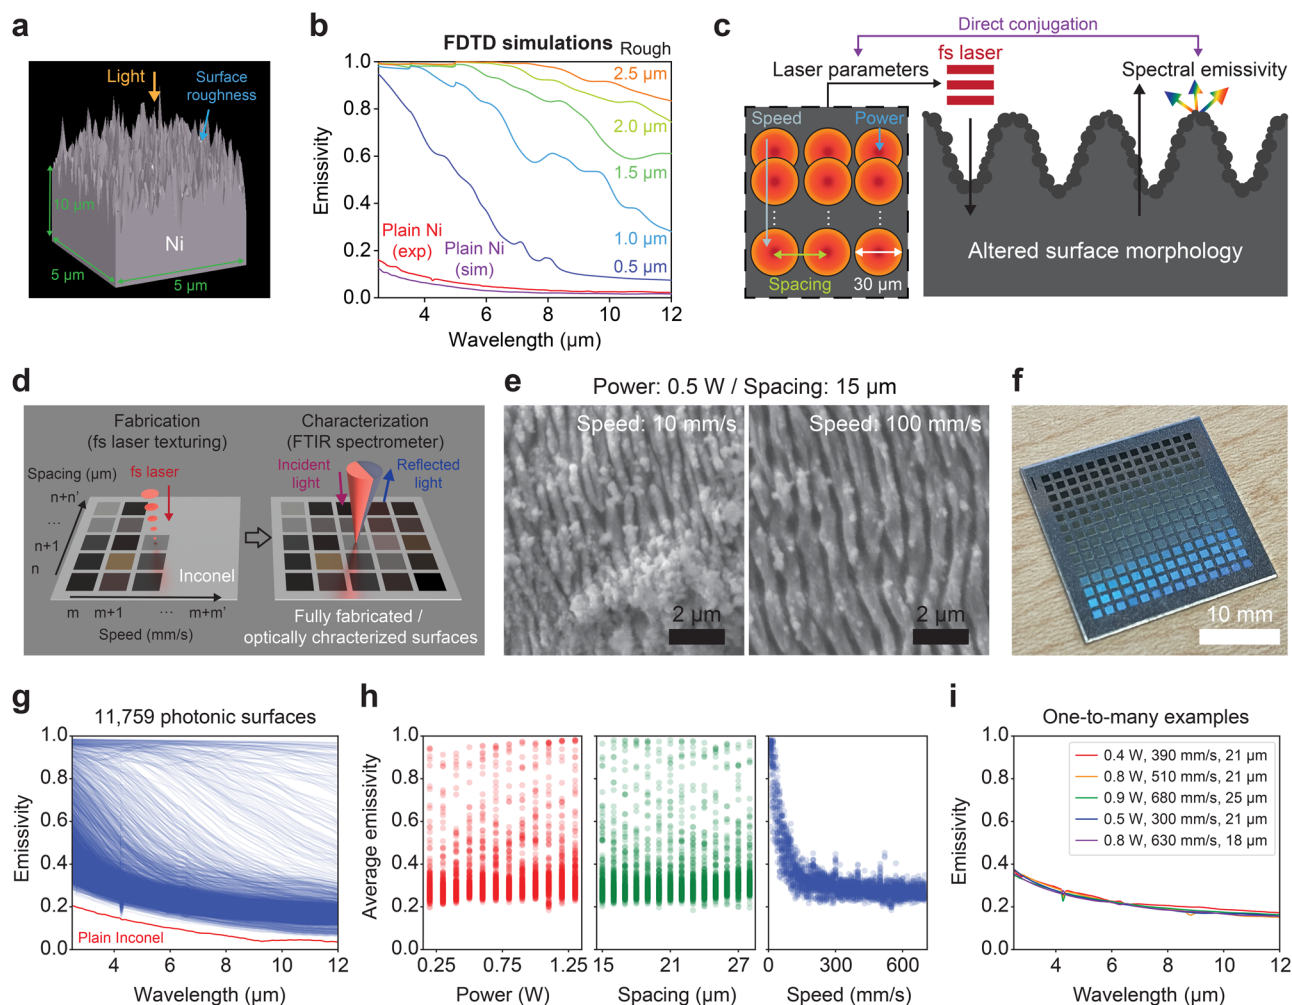 a
Light
Surface
roughness
10 µm
Ni
5 µm
5 µm
b
FDTD simulations
Rough
2.5 µm
2.0 µm
1.5 µm
1.0 µm
0.5 µm
Plain Ni
(exp)
Plain Ni
(sim)
Emissivity
1.0
0.8
0.6
0.4
0.2
0.0
4
6
8
10
12
Wavelength (µm)
c
Direct conjugation
fs laser
Laser parameters
Spectral emissivity
Speed
Power
Spacing
30 µm
Altered surface morphology
d
Fabrication
(fs laser texturing)
Characterization
(FTIR spectrometer)
Spacing (µm)
fs laser
Incident
light
Reflected
light
n+n'
...
n+1
n
Inconel
m
m+1
...
m+m'
Speed (mm/s)
Fully fabricated /
optically chracterized surfaces
e
Power: 0.5 W / Spacing: 15 µm
Speed: 10 mm/s
2 µm
Speed: 100 mm/s
2 µm
f
10 mm
g
11,759 photonic surfaces
Emissivity
1.0
0.8
0.6
0.4
0.2
0.0
Plain Inconel
4
6
8
10
12
Wavelength (µm)
h
Average emissivity
1.0
0.8
0.6
0.4
0.2
0.0
0.25
0.75
1.25
Power (W)
15
21
27
Spacing (µm)
0
300
600
Speed (mm/s)
i
One-to-many examples
0.4 W, 390 mm/s, 21 µm
0.8 W, 510 mm/s, 21 µm
0.9 W, 680 mm/s, 25 µm
0.5 W, 300 mm/s, 21 µm
0.8 W, 630 mm/s, 18 µm
Emissivity
1.0
0.8
0.6
0.4
0.2
0.0
4
6
8
10
12
Wavelength (µm)